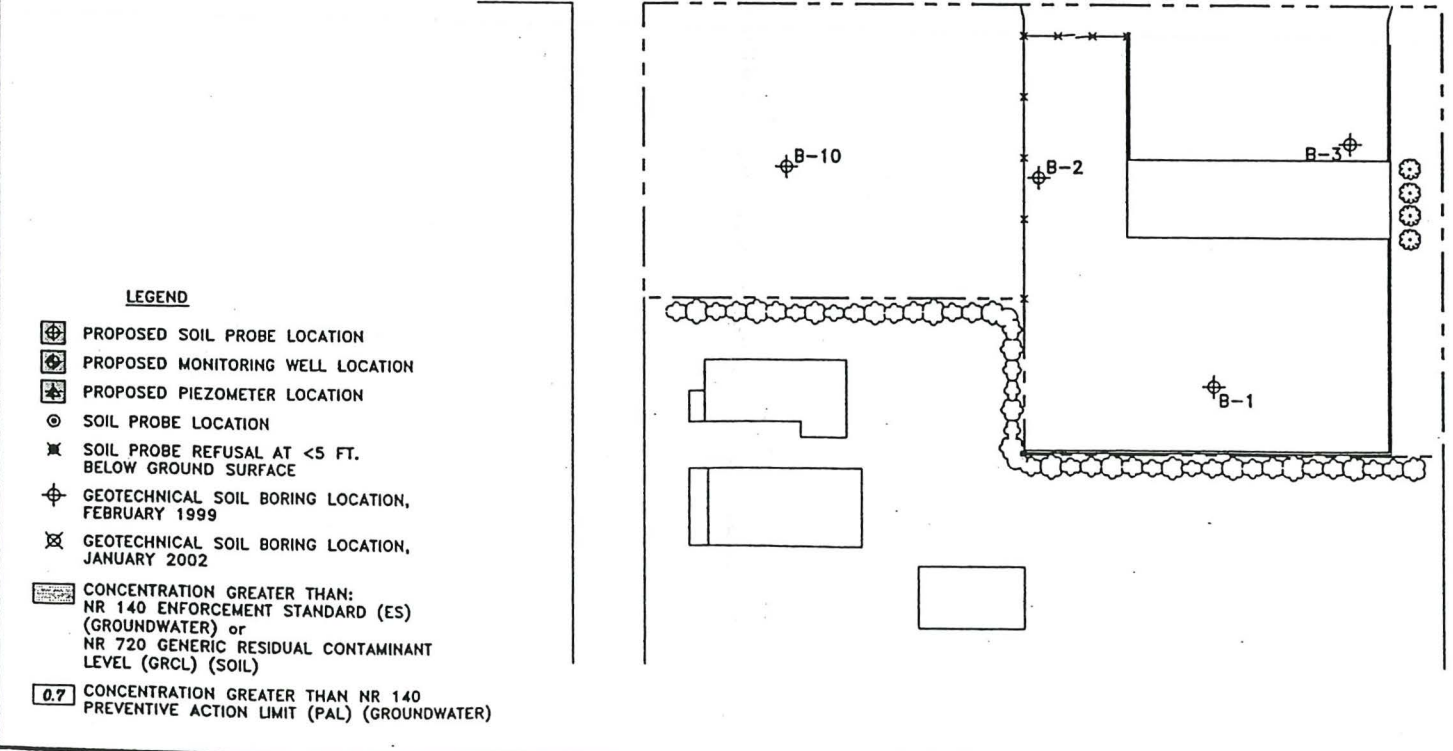 B-10
B-2
B-3
B-1
LEGEND
PROPOSED SOIL PROBE LOCATION
PROPOSED MONITORING WELL LOCATION
PROPOSED PIEZOMETER LOCATION
SOIL PROBE LOCATION
SOIL PROBE REFUSAL AT <5 FT.
BELOW GROUND SURFACE
GEOTECHNICAL SOIL BORING LOCATION,
FEBRUARY 1999
GEOTECHNICAL SOIL BORING LOCATION,
JANUARY 2002
CONCENTRATION GREATER THAN:
NR 140 ENFORCEMENT STANDARD (ES)
(GROUNDWATER) or
NR 720 GENERIC RESIDUAL CONTAMINANT
LEVEL (GRCL) (SOIL)
0.7 CONCENTRATION GREATER THAN NR 140
PREVENTIVE ACTION LIMIT (PAL) (GROUNDWATER)